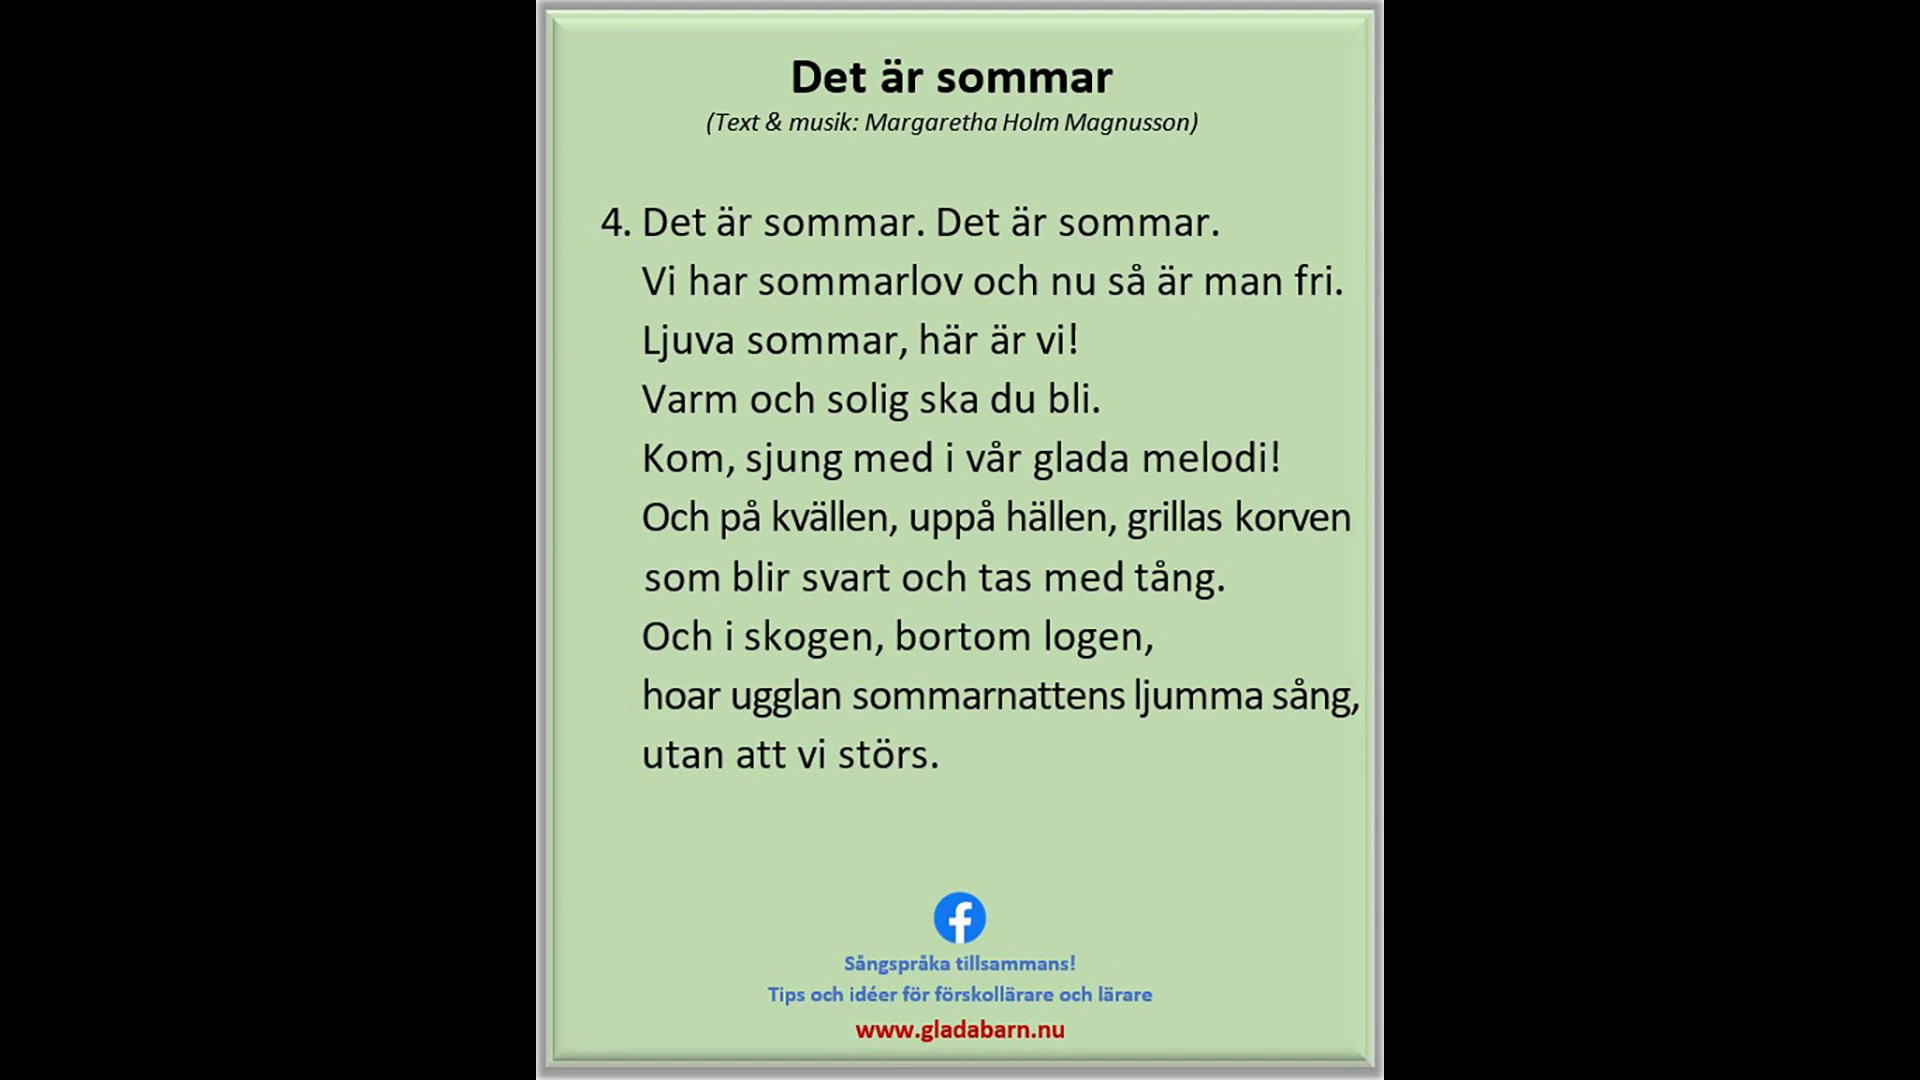 Det är sommar
(Text & musik: Margaretha Holm Magnusson)
4. Det är sommar. Det är sommar.
Vi har sommarlov och nu så är man fri.
Ljuva sommar, här är vi!
Varm och solig ska du bli.
Kom, sjung med i vår glada melodi!
Och på kvällen, uppå hällen, grillas korven
som blir svart och tas med tång.
Och i skogen, bortom logen,
hoar ugglan sommarnattens ljumma sång,
utan att vi störs.
Sångspråka tillsammans!
Tips och idéer för förskollärare och lärare
www.gladabarn.nu